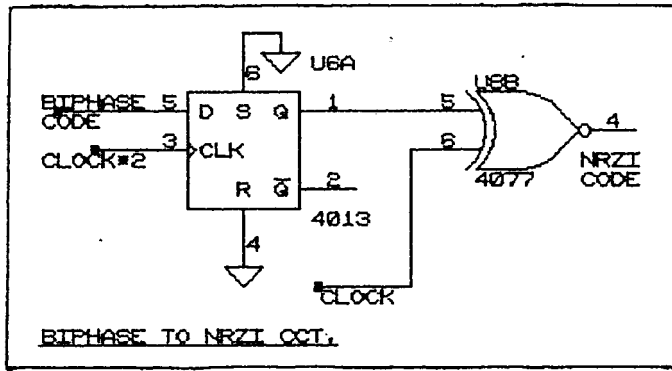 6
U6A
U8B
BIPHASE 5 D S Q 1 5
CODE
4
3 CLK 6
CLOCK*2
NRZI
R Q̅ 2 4077 CODE
4013
4
CLOCK
BIPHASE TO NRZI CCT.